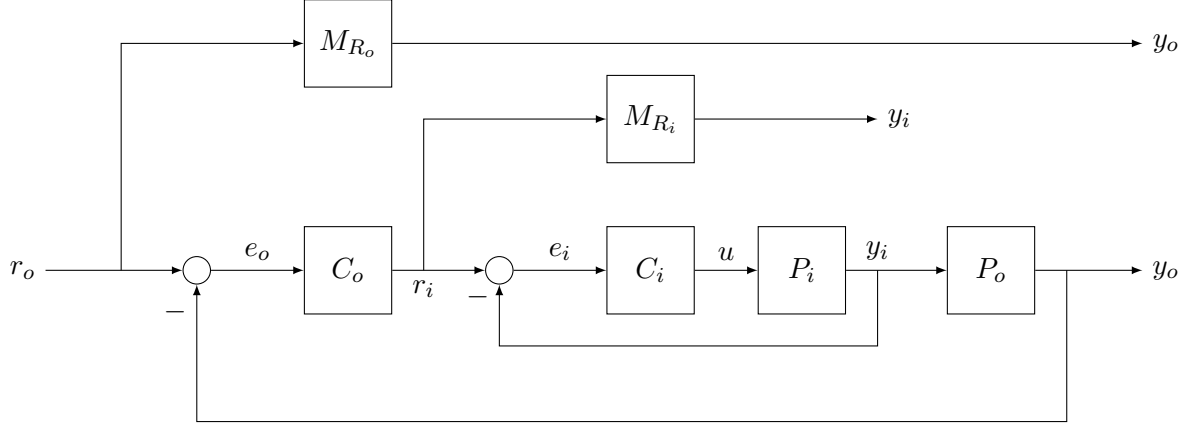 M_{R_o}
y_o
M_{R_i}
y_i
r_o
e_o
C_o
r_i
e_i
C_i
u
P_i
y_i
P_o
y_o
−
−